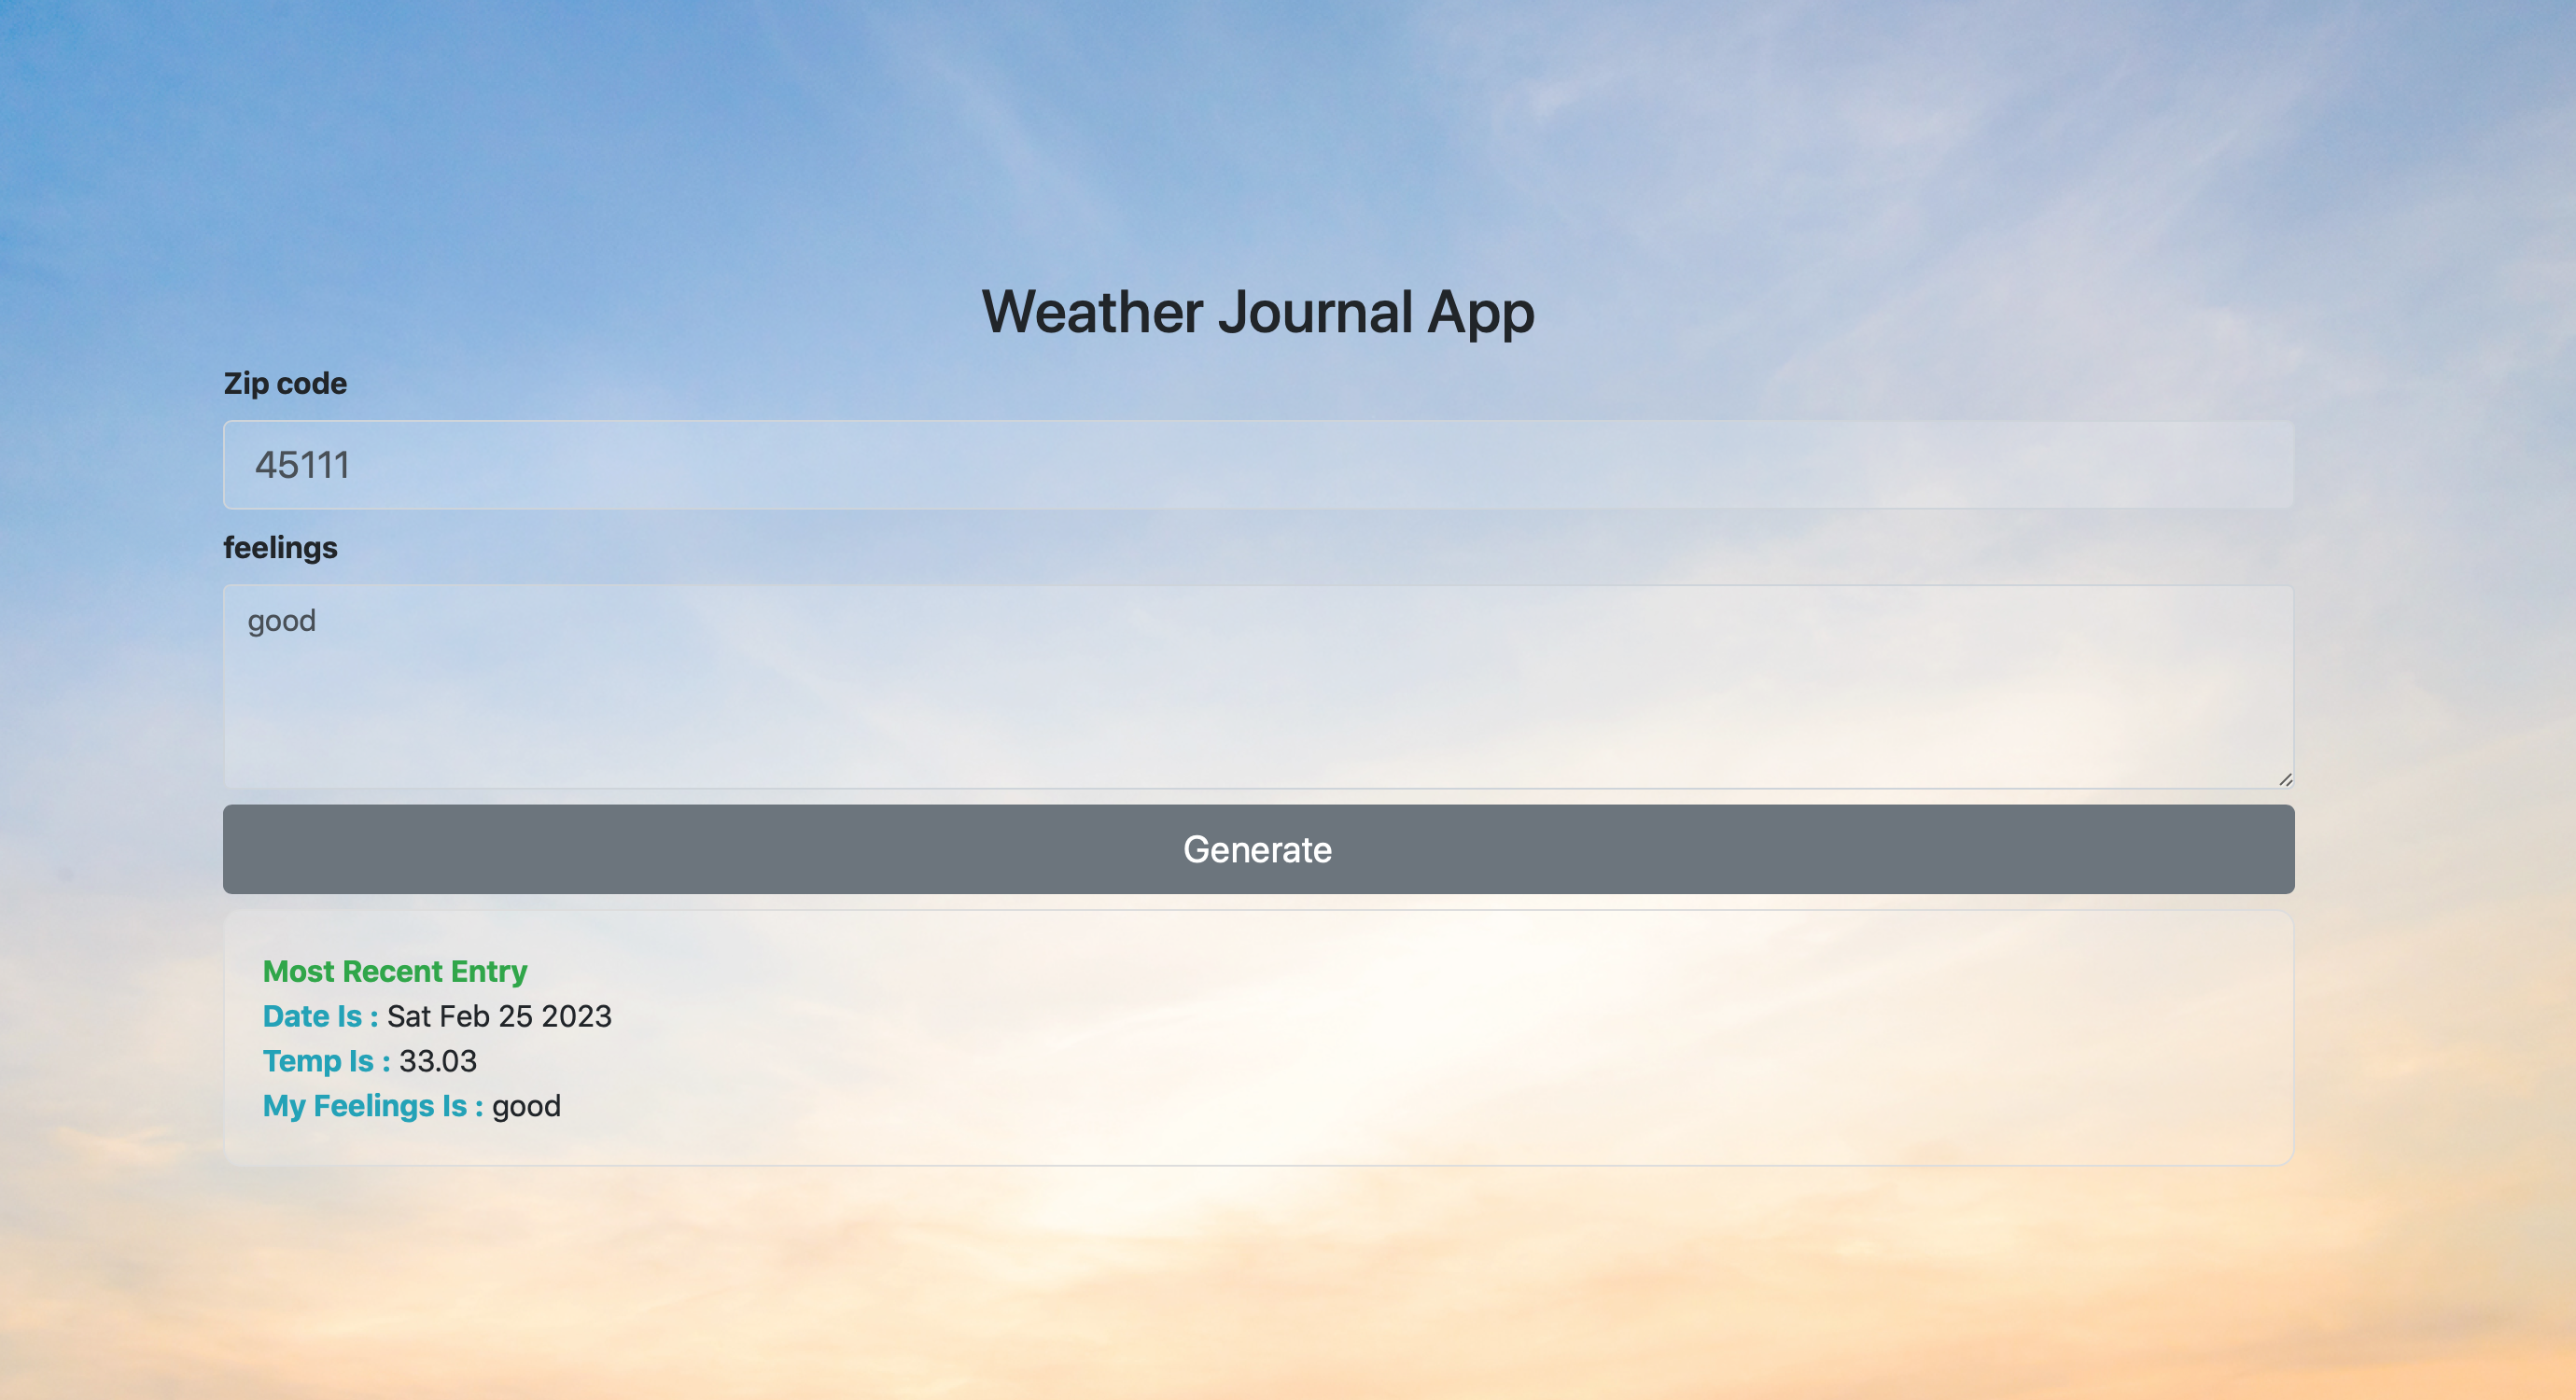 Weather Journal App
Zip code
45111
feelings
good
Generate
Most Recent Entry
Date Is : Sat Feb 25 2023
Temp Is : 33.03
My Feelings Is : good